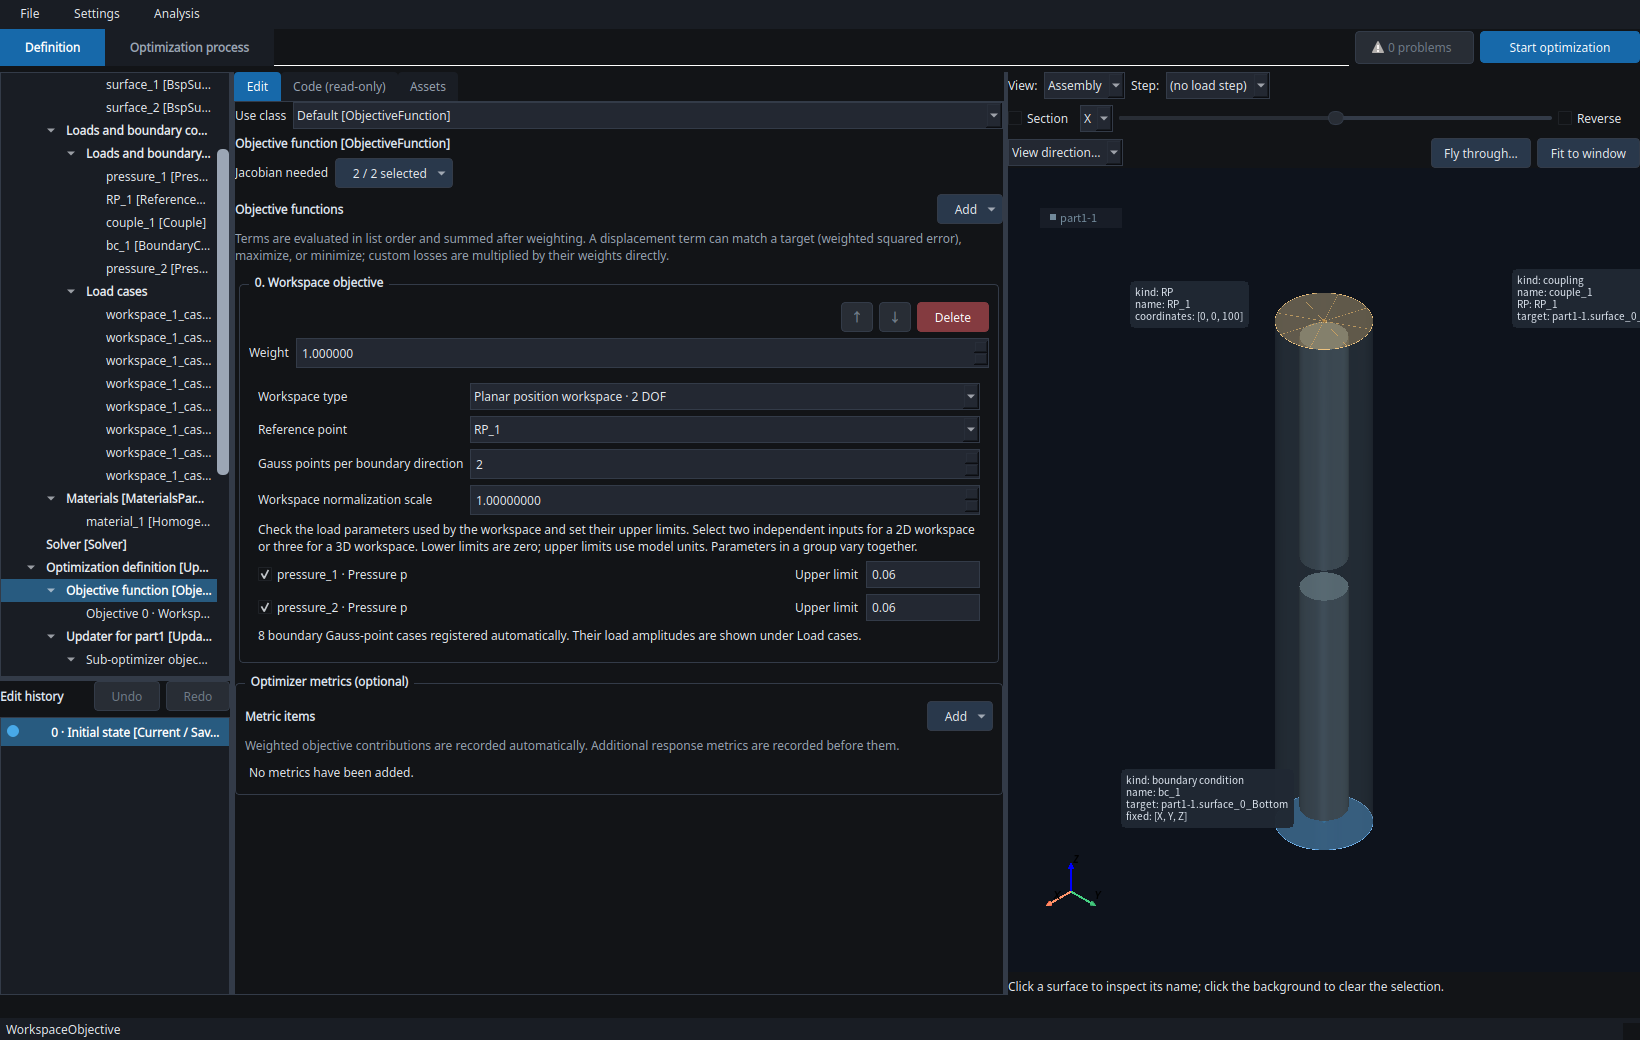 File Settings Analysis
Definition Optimization process 0 problems Start optimization
surface_1 [BspSu...
surface_2 [BspSu...
Loads and boundary co...
Loads and boundary...
pressure_1 [Pres...
RP_1 [Reference...
couple_1 [Couple]
bc_1 [BoundaryC...
pressure_2 [Pres...
Load cases
workspace_1_cas...
workspace_1_cas...
workspace_1_cas...
workspace_1_cas...
workspace_1_cas...
workspace_1_cas...
workspace_1_cas...
workspace_1_cas...
Materials [MaterialsPar...
material_1 [Homoge...
Solver [Solver]
Optimization definition [Up...
Objective function [Obje...
Objective 0 · Worksp...
Updater for part1 [Upda...
Sub-optimizer objec...
Edit history Undo Redo
0 · Initial state [Current / Sav...
Edit Code (read-only) Assets
Use class Default [ObjectiveFunction]
Objective function [ObjectiveFunction]
Jacobian needed 2 / 2 selected
Objective functions Add
Terms are evaluated in list order and summed after weighting. A displacement term can match a target (weighted squared error),
maximize, or minimize; custom losses are multiplied by their weights directly.
0. Workspace objective
↑ ↓ Delete
Weight 1.000000
Workspace type Planar position workspace · 2 DOF
Reference point RP_1
Gauss points per boundary direction 2
Workspace normalization scale 1.00000000
Check the load parameters used by the workspace and set their upper limits. Select two independent inputs for a 2D workspace
or three for a 3D workspace. Lower limits are zero; upper limits use model units. Parameters in a group vary together.
pressure_1 · Pressure p Upper limit 0.06
pressure_2 · Pressure p Upper limit 0.06
8 boundary Gauss-point cases registered automatically. Their load amplitudes are shown under Load cases.
Optimizer metrics (optional)
Metric items Add
Weighted objective contributions are recorded automatically. Additional response metrics are recorded before them.
No metrics have been added.
View: Assembly Step: (no load step)
Section X Reverse
View direction... Fly through... Fit to window
part1-1
kind: RP
name: RP_1
coordinates: [0, 0, 100]
kind: coupling
name: couple_1
RP: RP_1
target: part1-1.surface_0_
kind: boundary condition
name: bc_1
target: part1-1.surface_0_Bottom
fixed: [X, Y, Z]
Z
Y
Click a surface to inspect its name; click the background to clear the selection.
WorkspaceObjective